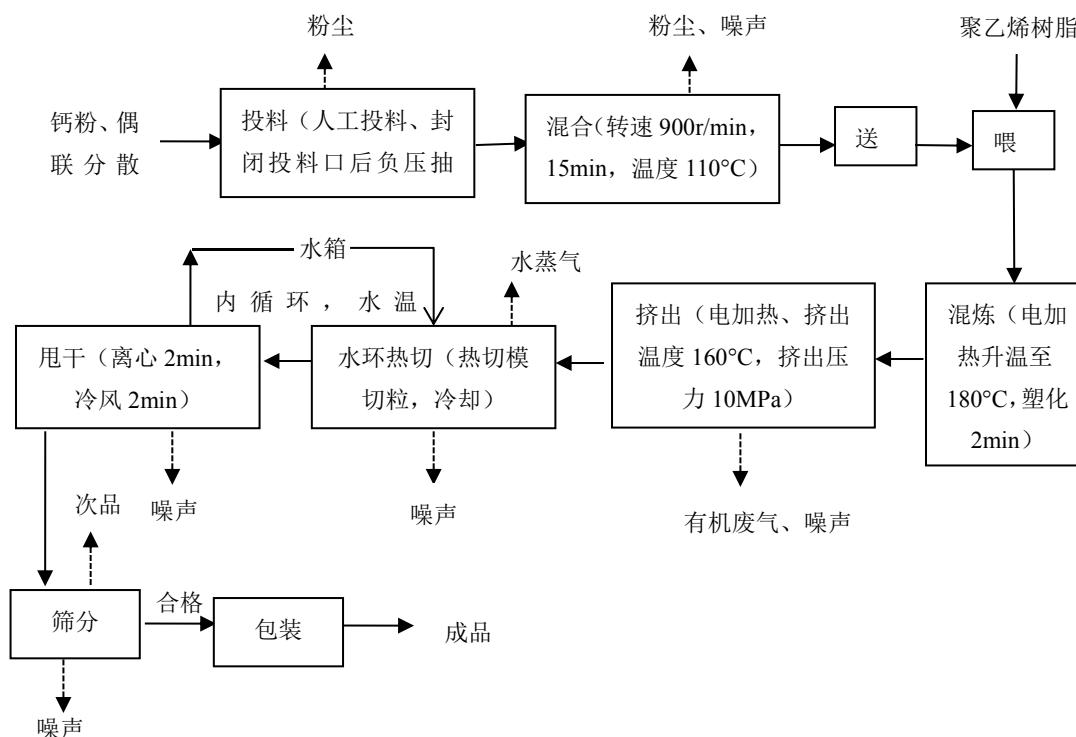 粉尘
粉尘、噪声
聚乙烯树脂
钙粉、偶
联分散
投料（人工投料、封
闭投料口后负压抽
混合（转速 900r/min，
15min，温度 110°C）
送
喂
水箱
内循环，水温
水蒸气
甩干（离心 2min，
冷风 2min）
水环热切（热切模
切粒，冷却）
挤出（电加热、挤出
温度 160°C，挤出压
力 10MPa）
混炼（电加
热升温至
180°C，塑化
2min）
次品
噪声
噪声
有机废气、噪声
筛分
合格
包装
成品
噪声